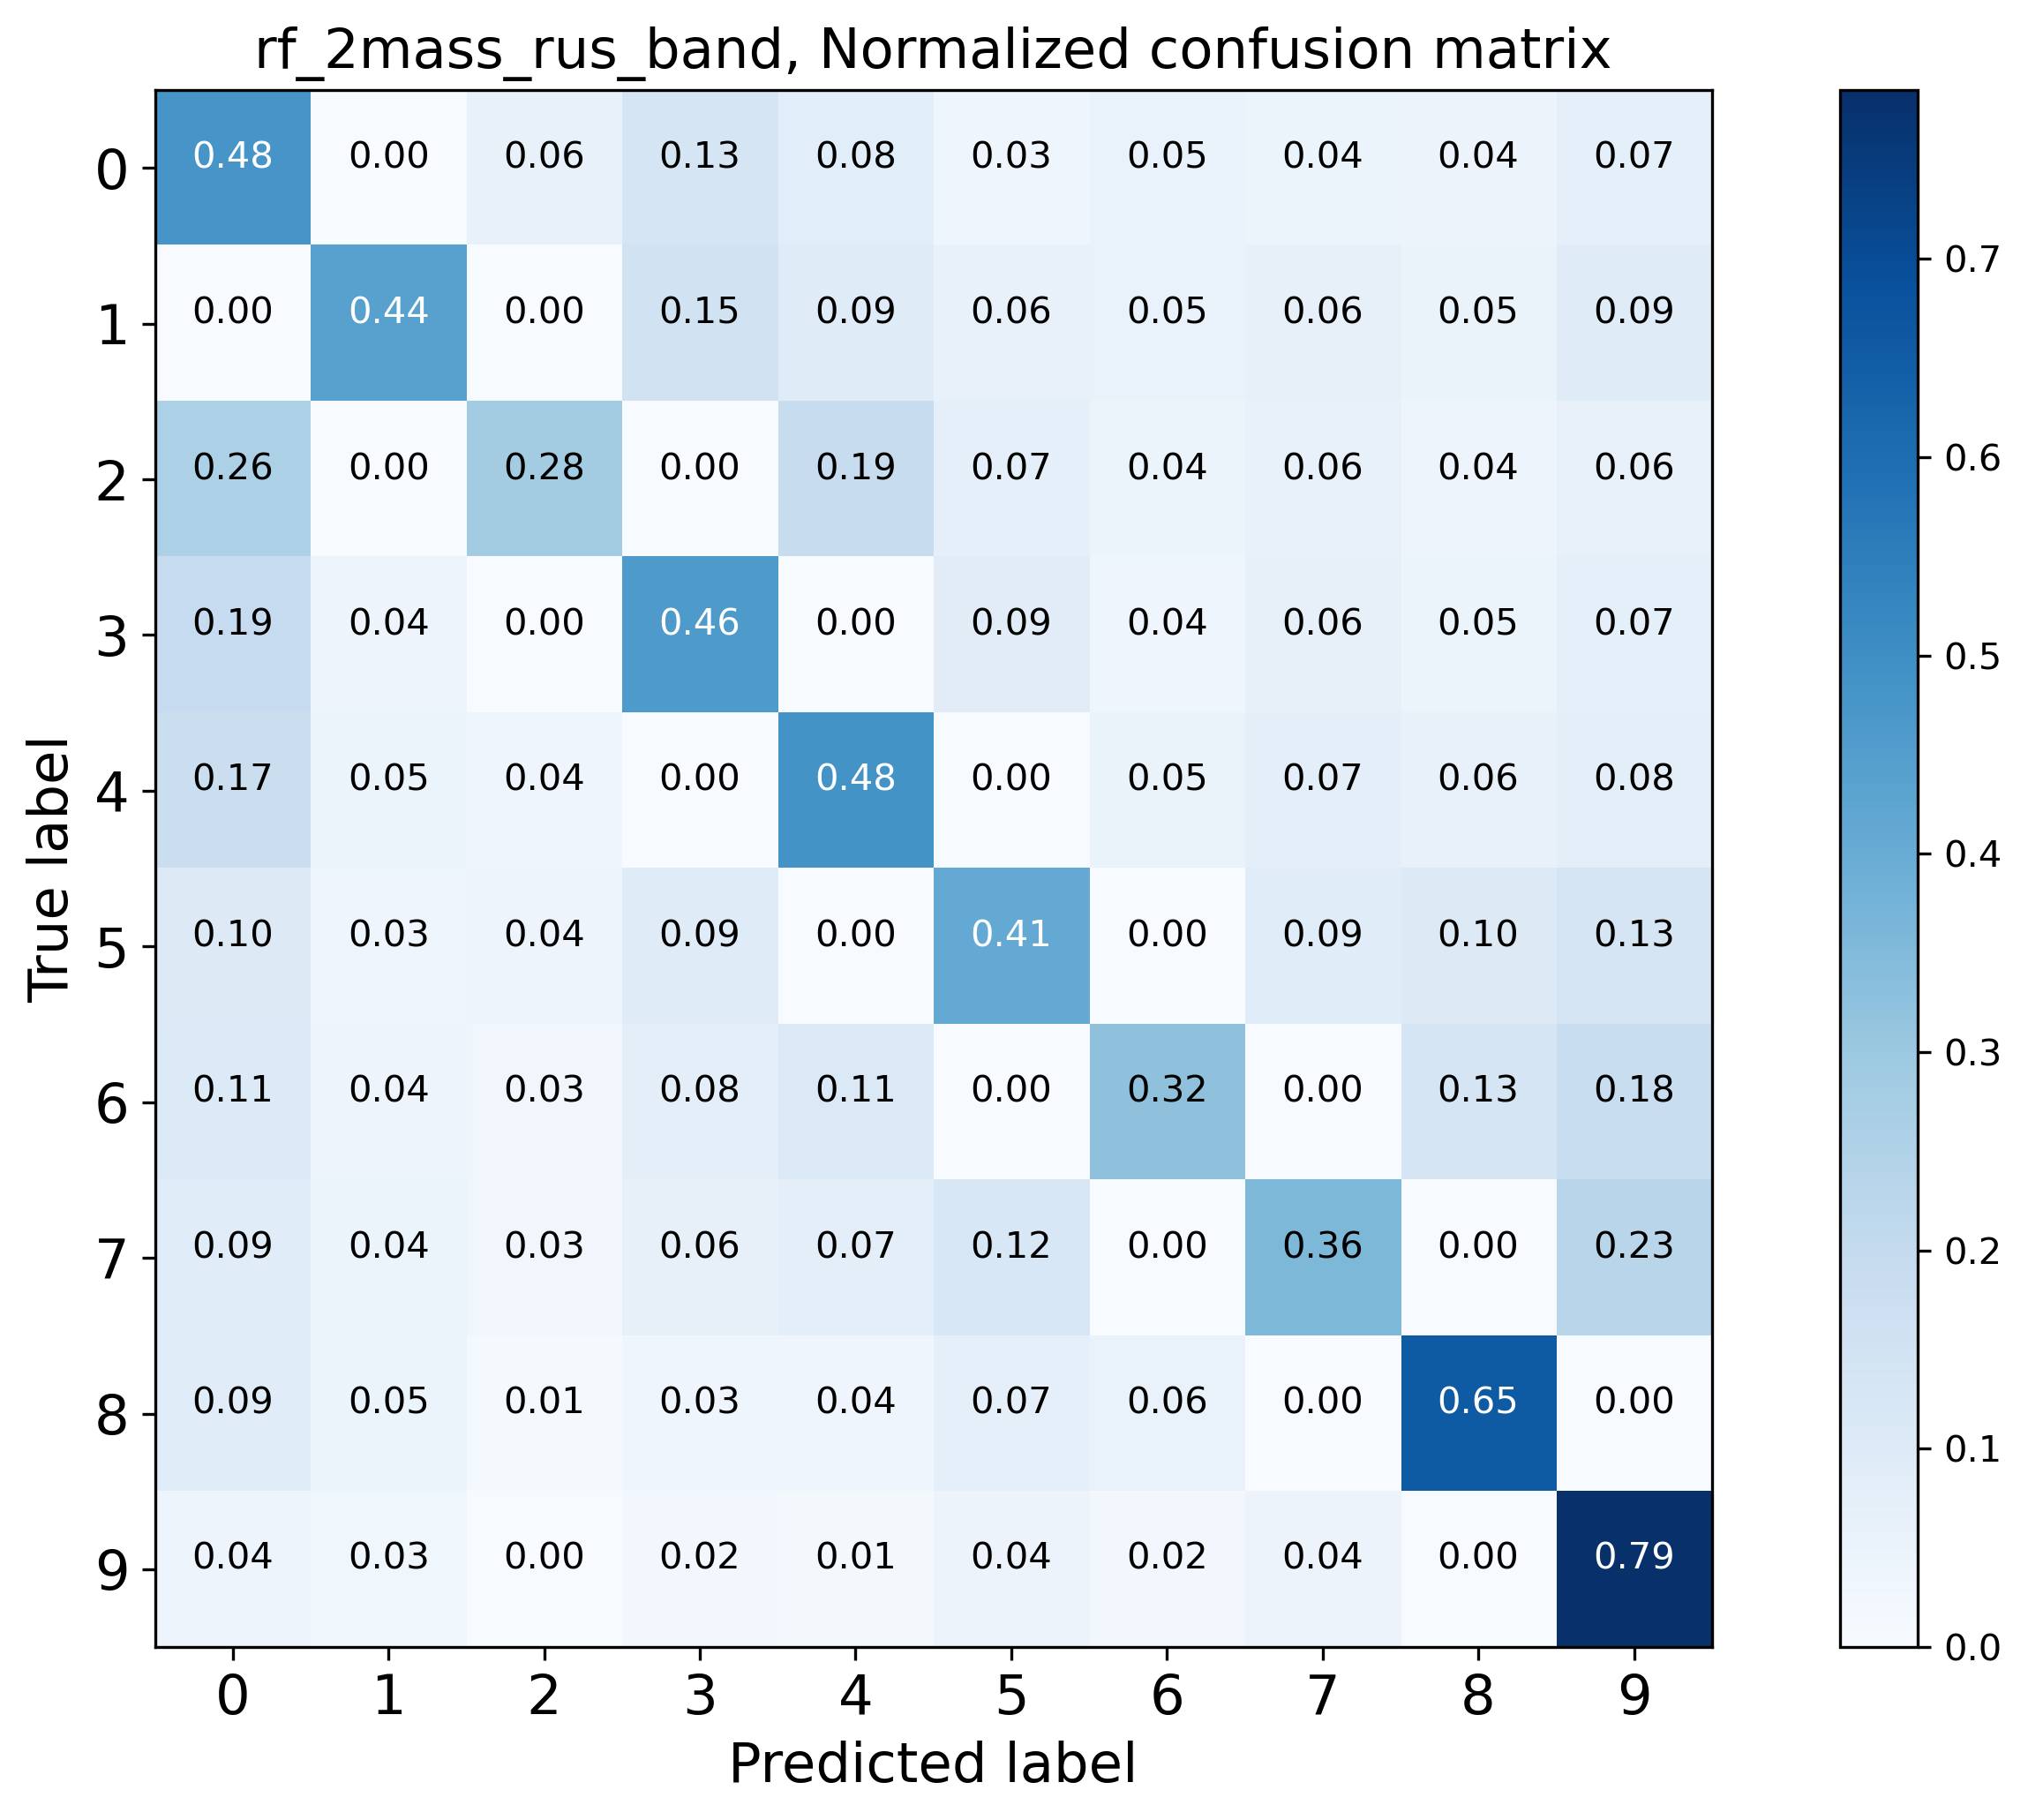 rf_2mass_rus_band, Normalized confusion matrix
0 0.48 0.00 0.06 0.13 0.08 0.03 0.05 0.04 0.04 0.07
1 0.00 0.44 0.00 0.15 0.09 0.06 0.05 0.06 0.05 0.09
2 0.26 0.00 0.28 0.00 0.19 0.07 0.04 0.06 0.04 0.06
3 0.19 0.04 0.00 0.46 0.00 0.09 0.04 0.06 0.05 0.07
4 0.17 0.05 0.04 0.00 0.48 0.00 0.05 0.07 0.06 0.08
5 0.10 0.03 0.04 0.09 0.00 0.41 0.00 0.09 0.10 0.13
6 0.11 0.04 0.03 0.08 0.11 0.00 0.32 0.00 0.13 0.18
7 0.09 0.04 0.03 0.06 0.07 0.12 0.00 0.36 0.00 0.23
8 0.09 0.05 0.01 0.03 0.04 0.07 0.06 0.00 0.65 0.00
9 0.04 0.03 0.00 0.02 0.01 0.04 0.02 0.04 0.00 0.79
0 1 2 3 4 5 6 7 8 9
Predicted label
True label
0.7
0.6
0.5
0.4
0.3
0.2
0.1
0.0